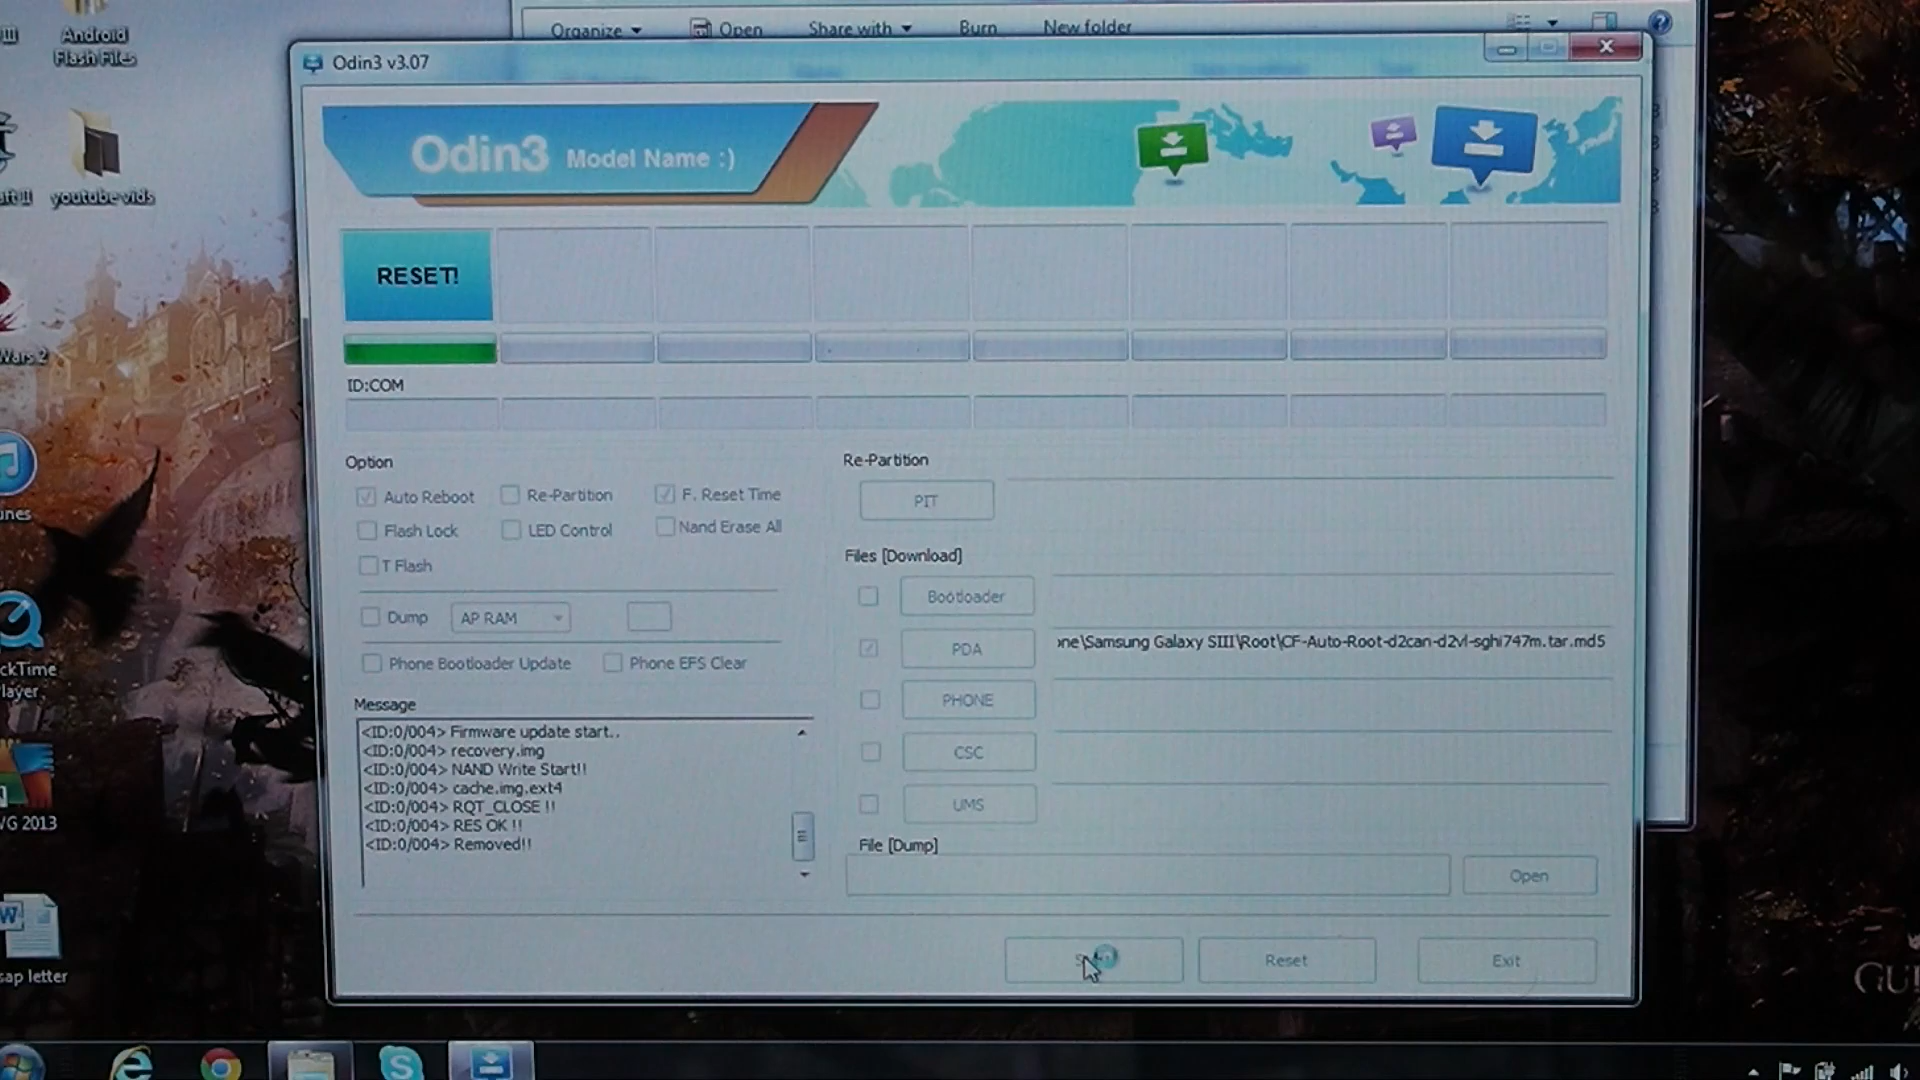 Organize
Open
Share with
Burn
New folder
Android
Flash Files
youtube vids
Wars 2
VG 2013
sap letter
Odin3 v3.07
Odin3 Model Name :)
RESET!
ID:COM
Option
Auto Reboot
Re-Partition
F. Reset Time
Flash Lock
LED Control
Nand Erase All
T Flash
Dump
AP RAM
Phone Bootloader Update
Phone EFS Clear
Message
<ID:0/004> Firmware update start..
<ID:0/004> recovery.img
<ID:0/004> NAND Write Start!!
<ID:0/004> cache.img.ext4
<ID:0/004> RQT_CLOSE !!
<ID:0/004> RES OK !!
<ID:0/004> Removed!!
Re-Partition
PIT
Files [Download]
Bootloader
PDA
one\Samsung Galaxy SIII\Root\CF-Auto-Root-d2can-d2vl-sghi747m.tar.md5
PHONE
CSC
UMS
File [Dump]
Open
Reset
Exit